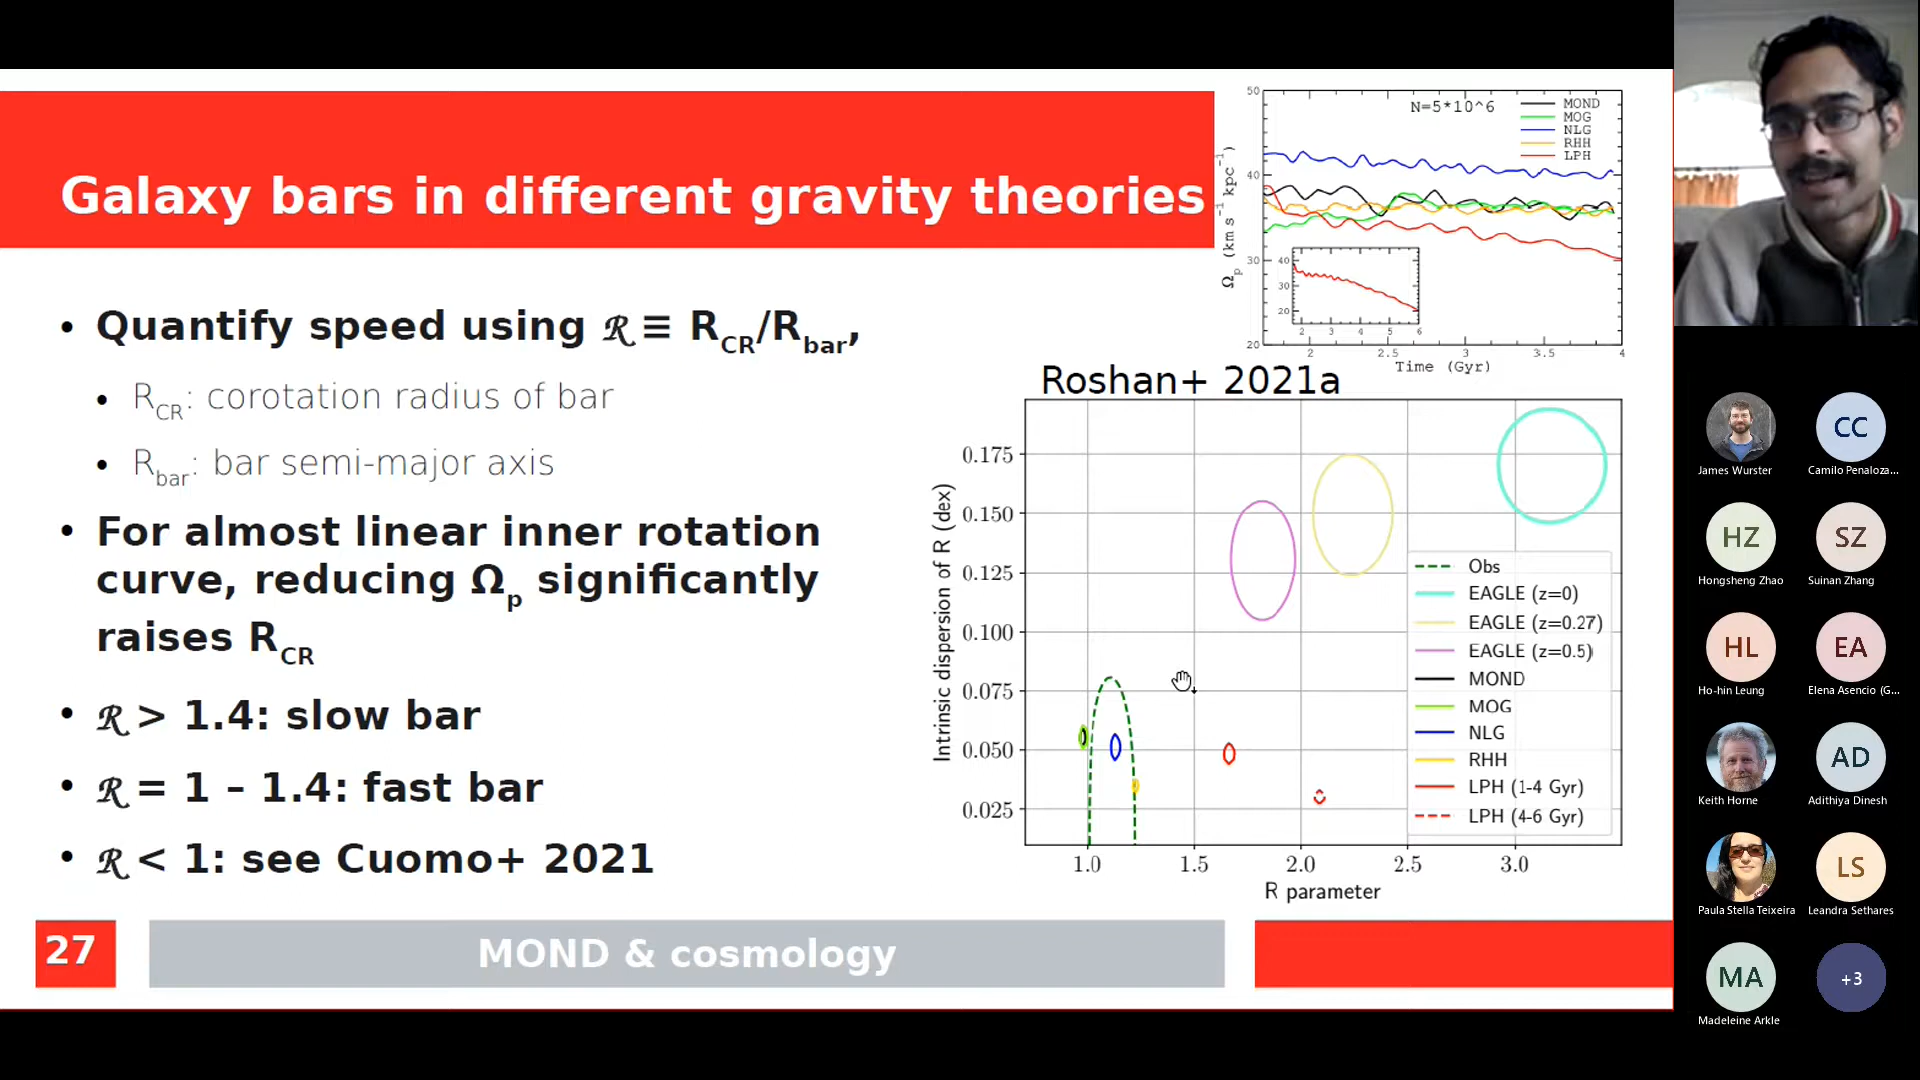 Galaxy bars in different gravity theories
• Quantify speed using ℛ ≡ R_CR/R_bar,
• R_CR: corotation radius of bar
• R_bar: bar semi-major axis
• For almost linear inner rotation
curve, reducing Ω_p significantly
raises R_CR
• ℛ > 1.4: slow bar
• ℛ = 1 – 1.4: fast bar
• ℛ < 1: see Cuomo+ 2021
27
MOND & cosmology
N=5*10^6
MOND
MOG
NLG
RHH
LPH
Ω_p (km s^-1 kpc^-1)
50
40
30
20
40
30
20
2 3 4 5 6
2 2.5 3 3.5 4
Time (Gyr)
Roshan+ 2021a
Intrinsic dispersion of R (dex)
0.175
0.150
0.125
0.100
0.075
0.050
0.025
Obs
EAGLE (z=0)
EAGLE (z=0.27)
EAGLE (z=0.5)
MOND
MOG
NLG
RHH
LPH (1-4 Gyr)
LPH (4-6 Gyr)
1.0 1.5 2.0 2.5 3.0
R parameter
CC
James Wurster Camilo Penaloza...
HZ SZ
Hongsheng Zhao Suinan Zhang
HL EA
Ho-hin Leung Elena Asencio (G...
AD
Keith Horne Adithiya Dinesh
LS
Paula Stella Teixeira Leandra Sethares
MA +3
Madeleine Arkle